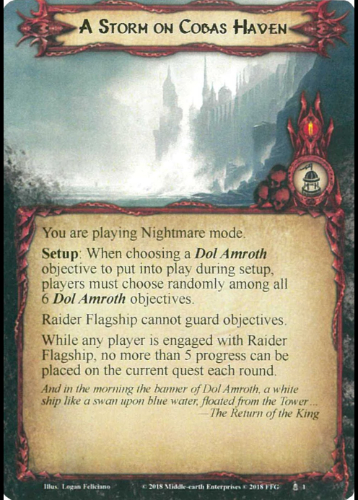 A Storm on Cobas Haven
You are playing Nightmare mode.
Setup: When choosing a Dol Amroth
objective to put into play during setup,
players must choose randomly among all
6 Dol Amroth objectives.
Raider Flagship cannot guard objectives.
While any player is engaged with Raider
Flagship, no more than 5 progress can be
placed on the current quest each round.
And in the morning the banner of Dol Amroth, a white
ship like a swan upon blue water, floated from the Tower...
—The Return of the King
Illus. Logan Feliciano © 2018 Middle-earth Enterprises © 2018 FFG 1